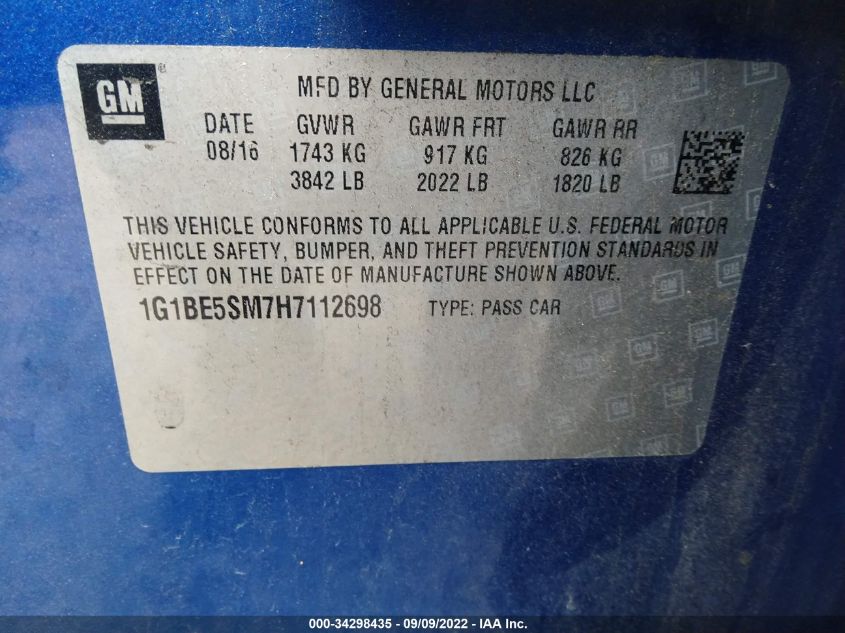 GM
®
MFD BY GENERAL MOTORS LLC
DATE GVWR GAWR FRT GAWR RR
08/16 1743 KG 917 KG 826 KG
3842 LB 2022 LB 1820 LB
THIS VEHICLE CONFORMS TO ALL APPLICABLE U.S. FEDERAL MOTOR
VEHICLE SAFETY, BUMPER, AND THEFT PREVENTION STANDARDS IN
EFFECT ON THE DATE OF MANUFACTURE SHOWN ABOVE.
1G1BE5SM7H7112698 TYPE: PASS CAR
000-34298435 - 09/09/2022 - IAA Inc.